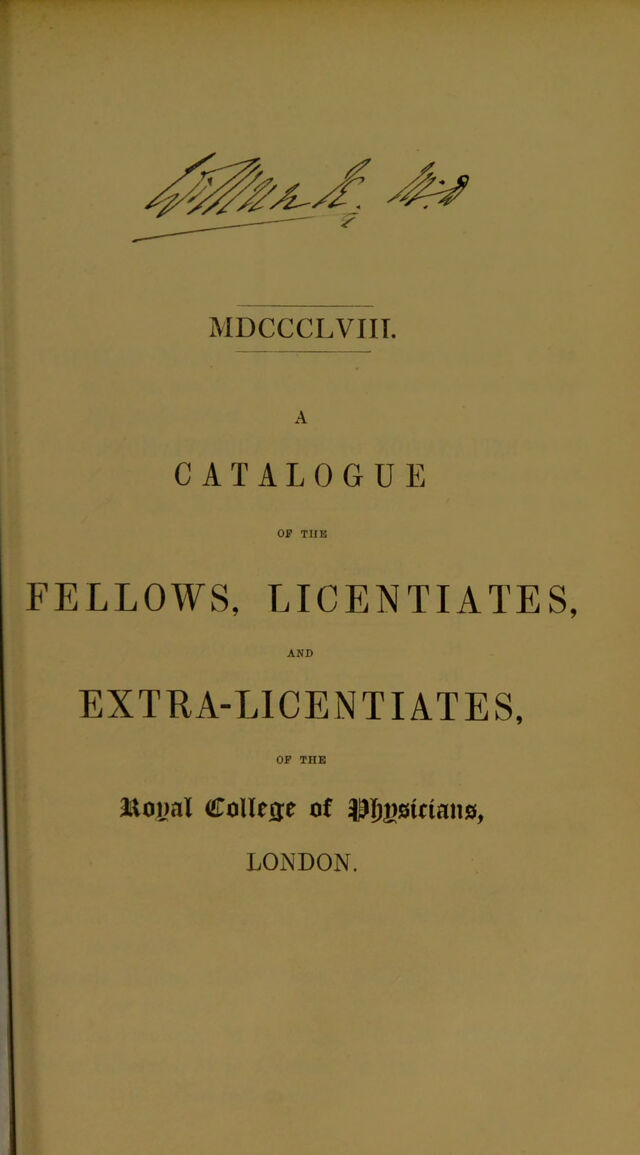 MDCCCLVIII.
A
CATALOGUE
OF THE
FELLOWS, LICENTIATES,
AND
EXTRA-LICENTIATES,
OF THE
Royal College of Physicians,
LONDON.